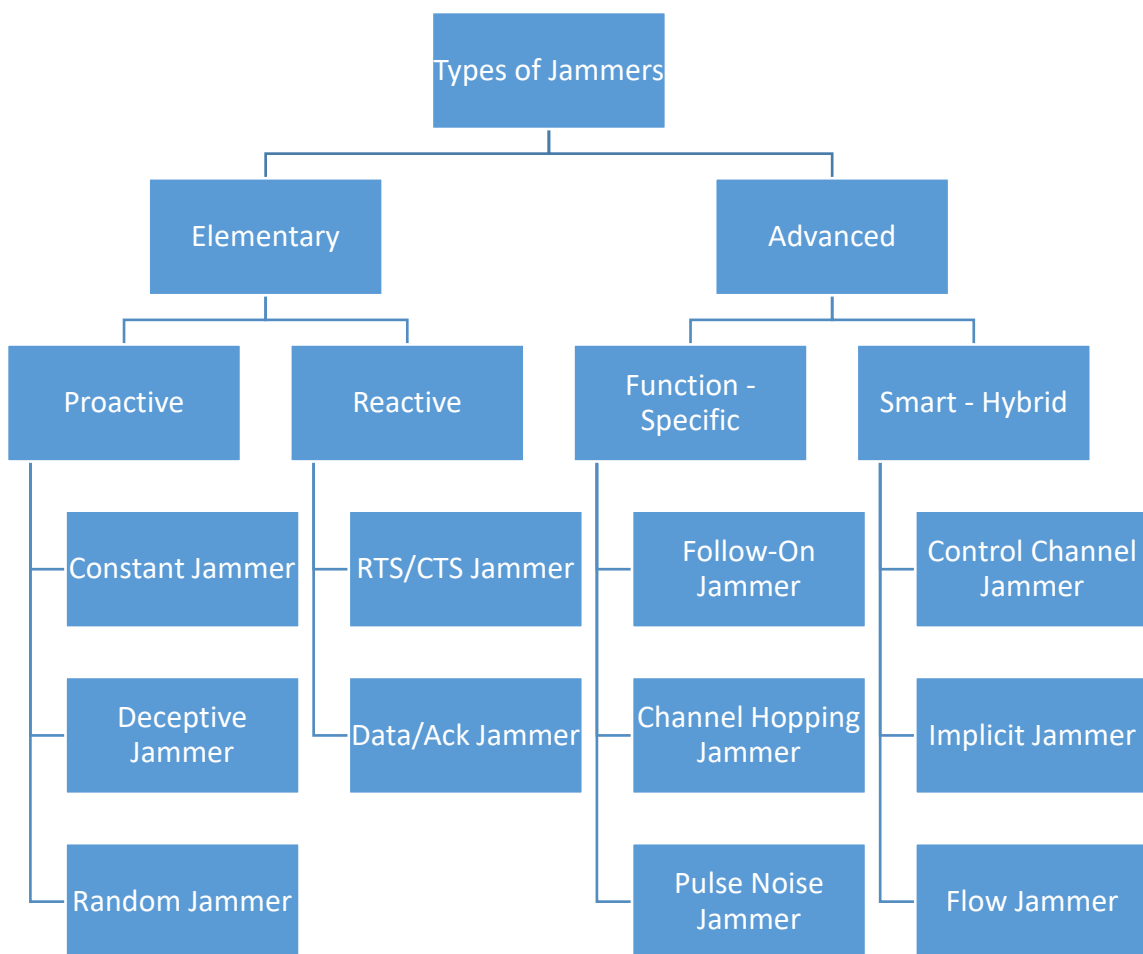 Types of Jammers
Elementary
Advanced
Proactive
Reactive
Function -
Specific
Smart - Hybrid
Constant Jammer
RTS/CTS Jammer
Follow-On
Jammer
Control Channel
Jammer
Deceptive
Jammer
Data/Ack Jammer
Channel Hopping
Jammer
Implicit Jammer
Random Jammer
Pulse Noise
Jammer
Flow Jammer